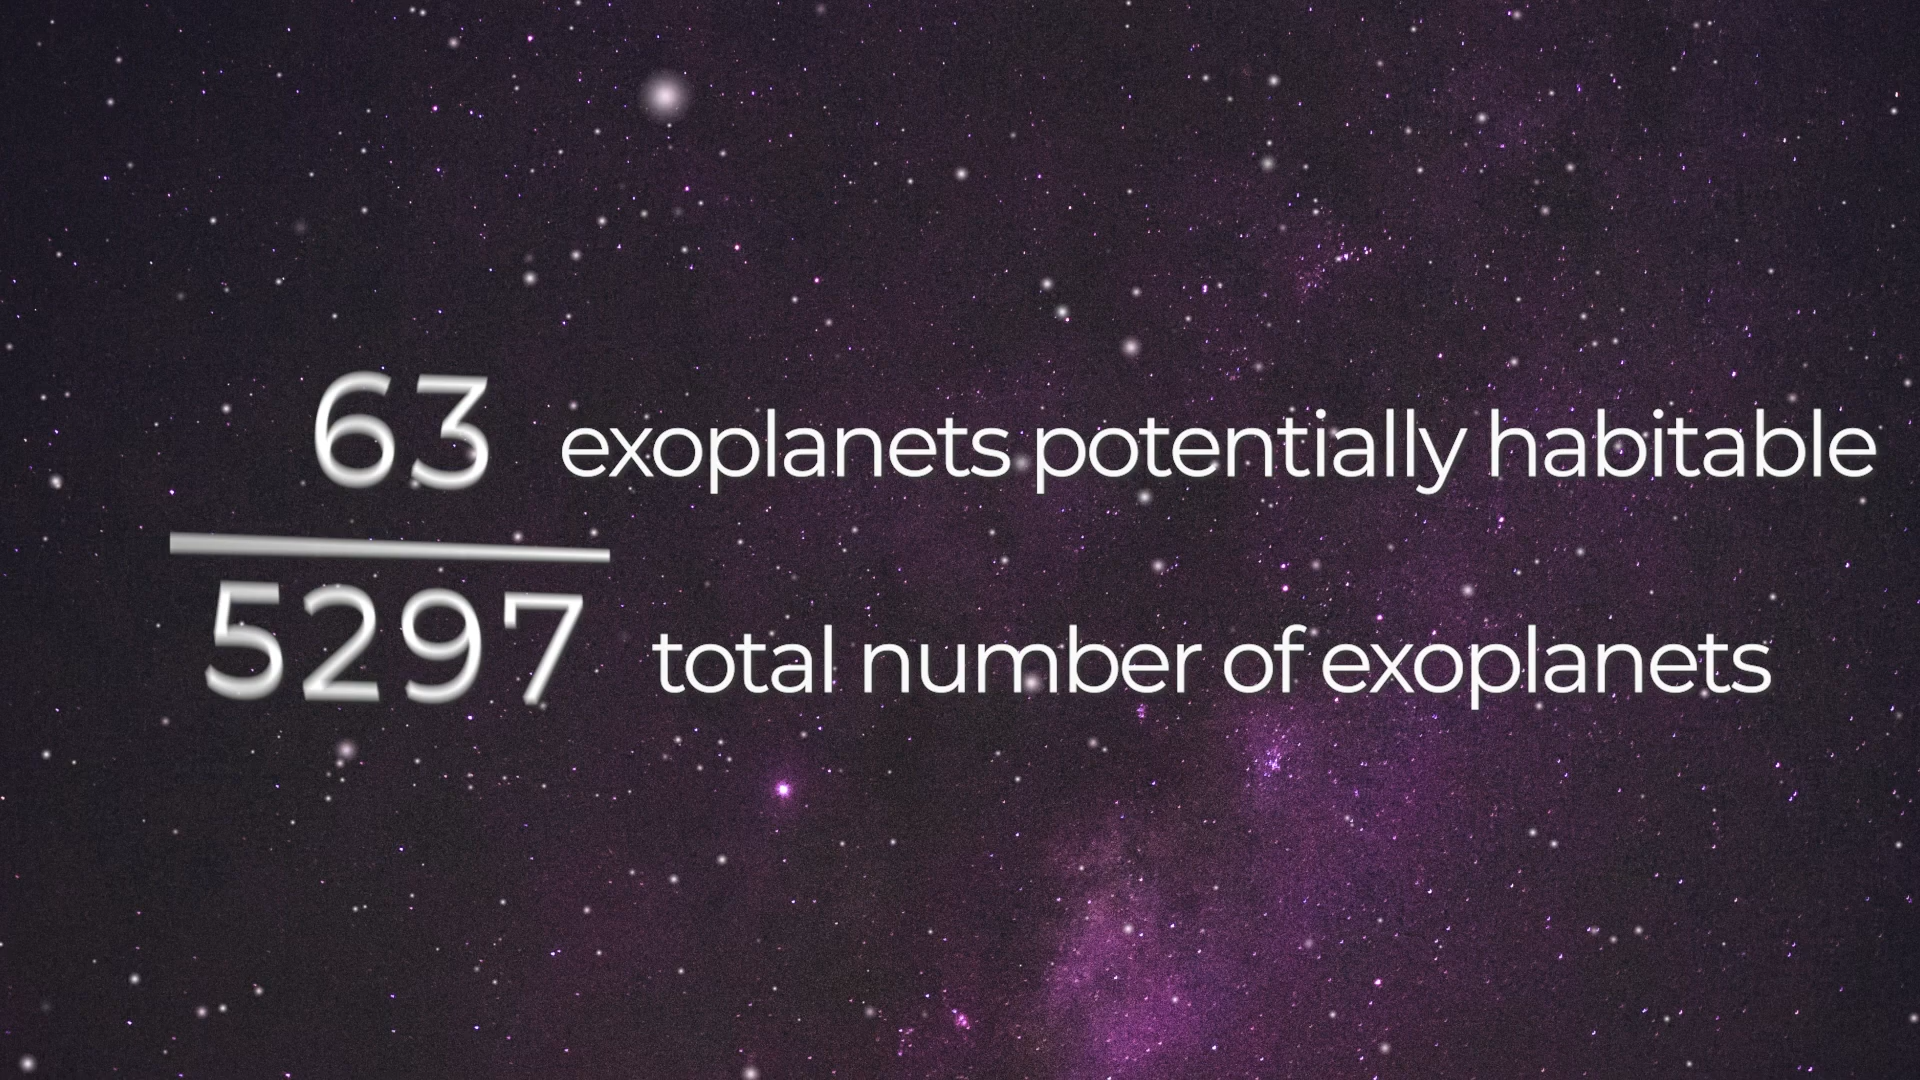 63 exoplanets potentially habitable
5297 total number of exoplanets